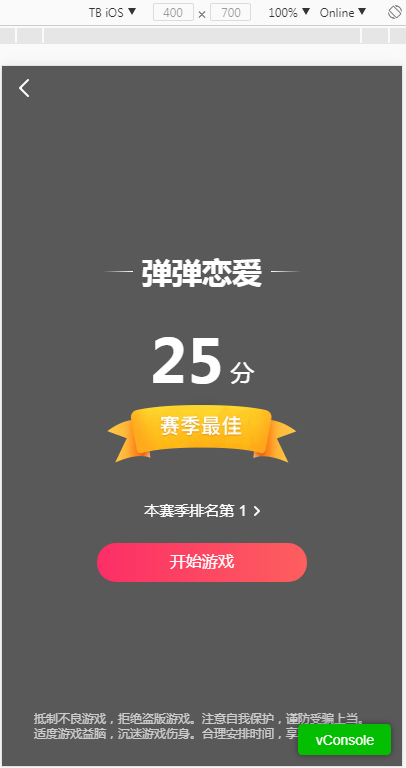 TB iOS ▼ 400 × 700 100% ▼ Online ▼
弹弹恋爱
25 分
赛季最佳
本赛季排名第 1 >
开始游戏
抵制不良游戏，拒绝盗版游戏。注意自我保护，谨防受骗上当。
适度游戏益脑，沉迷游戏伤身。合理安排时间，享
vConsole